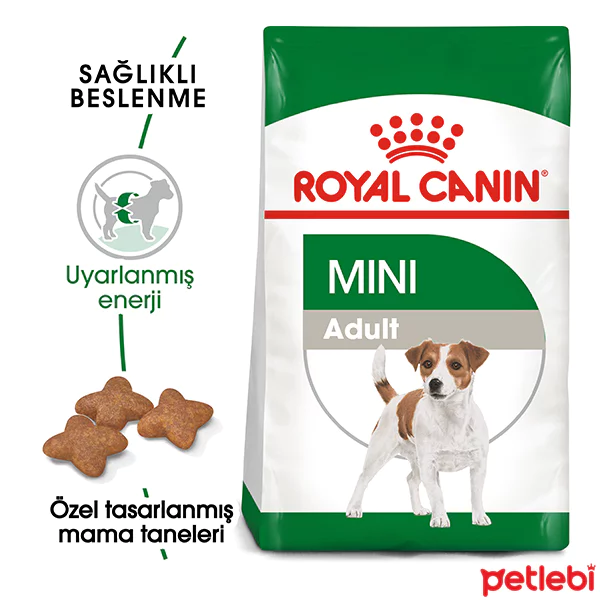 SAĞLIKLI
BESLENME
Uyarlanmış
enerji
Özel tasarlanmış
mama taneleri
ROYAL CANIN®
MINI
Adult
petlebi